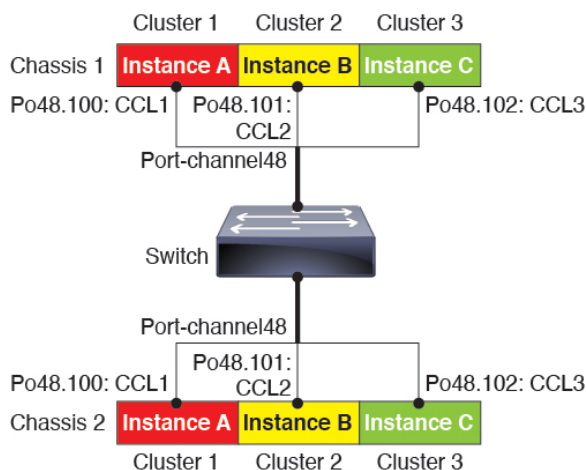 Cluster 1 Cluster 2 Cluster 3
Chassis 1 Instance A Instance B Instance C
Po48.100: CCL1 Po48.101: Po48.102: CCL3
CCL2
Port-channel48
Switch
Port-channel48
Po48.100: CCL1 Po48.101: Po48.102: CCL3
CCL2
Chassis 2 Instance A Instance B Instance C
Cluster 1 Cluster 2 Cluster 3